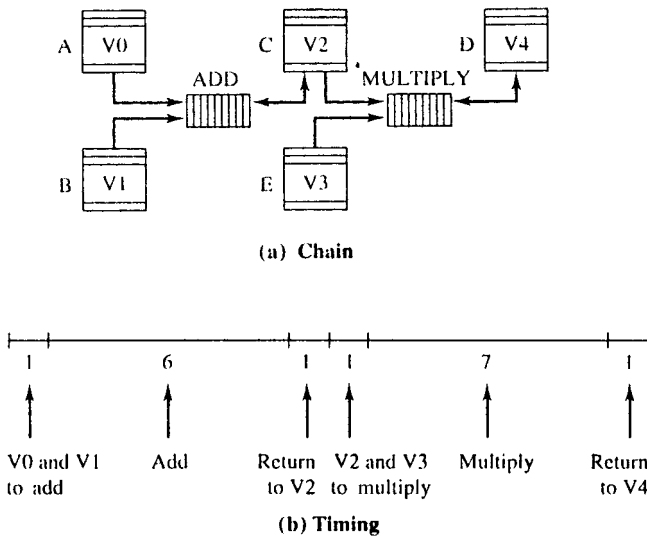 A V0 C V2 D V4
ADD MULTIPLY
B V1 E V3
(a) Chain
1 6 1 1 7 1
V0 and V1 Add Return V2 and V3 Multiply Return
to add to V2 to multiply to V4
(b) Timing